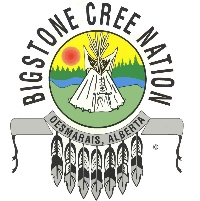 BIGSTONE CREE NATION
DESMARAIS, ALBERTA
©